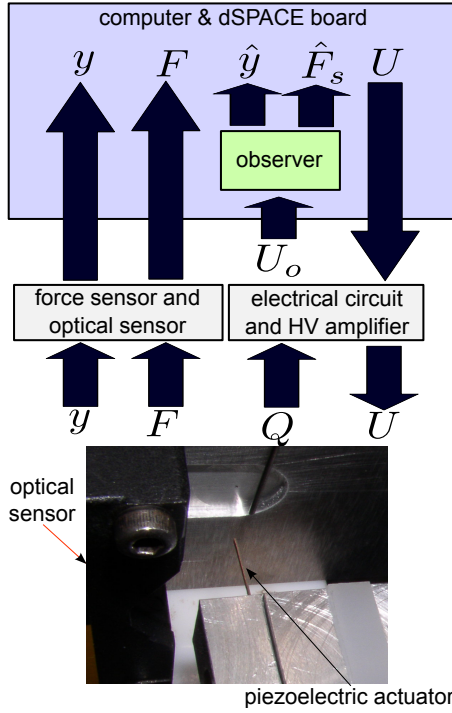 computer & dSPACE board
y F ŷ F̂ₛ U
observer
Uₒ
force sensor and
optical sensor
electrical circuit
and HV amplifier
y F Q U
optical
sensor
piezoelectric actuator